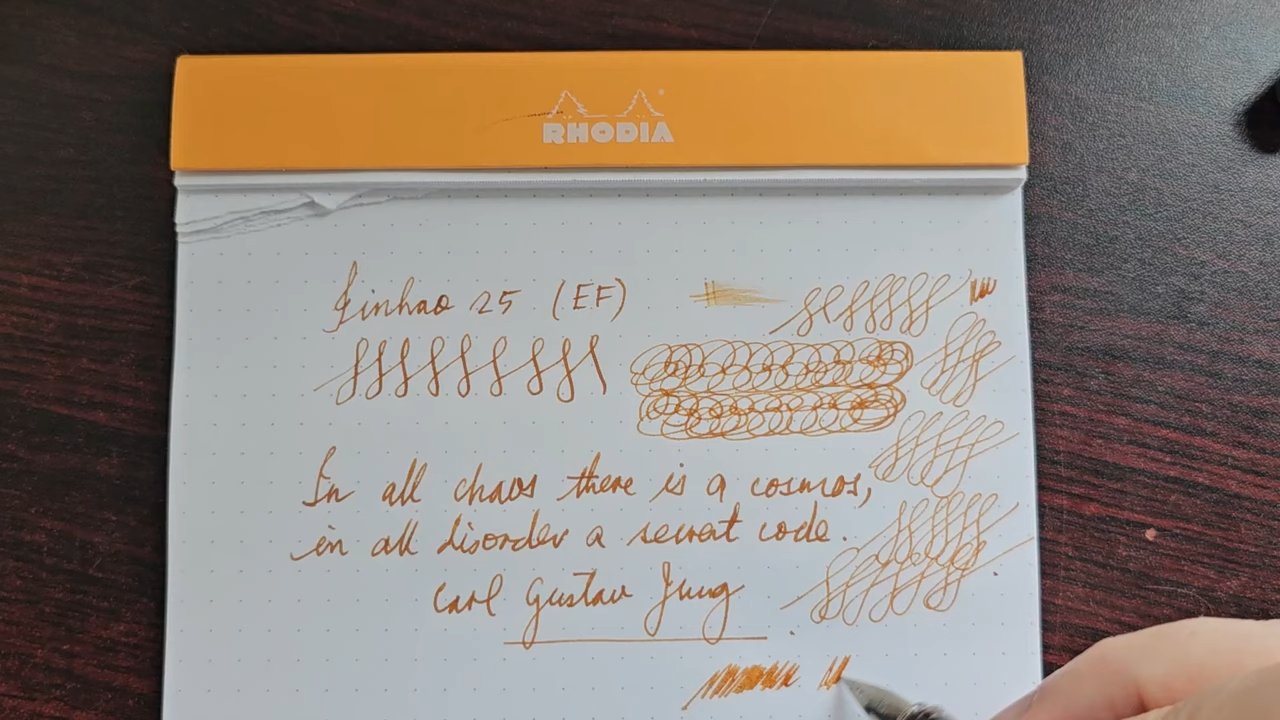 RHODIA
Jinhao 25 (EF)
In all chaos there is a cosmos,
in all disorder a secret code.
Carl Gustav Jung